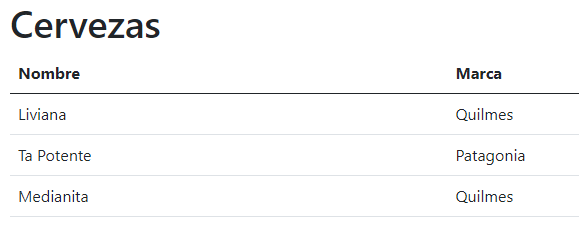 Cervezas
Nombre Marca
Liviana Quilmes
Ta Potente Patagonia
Medianita Quilmes